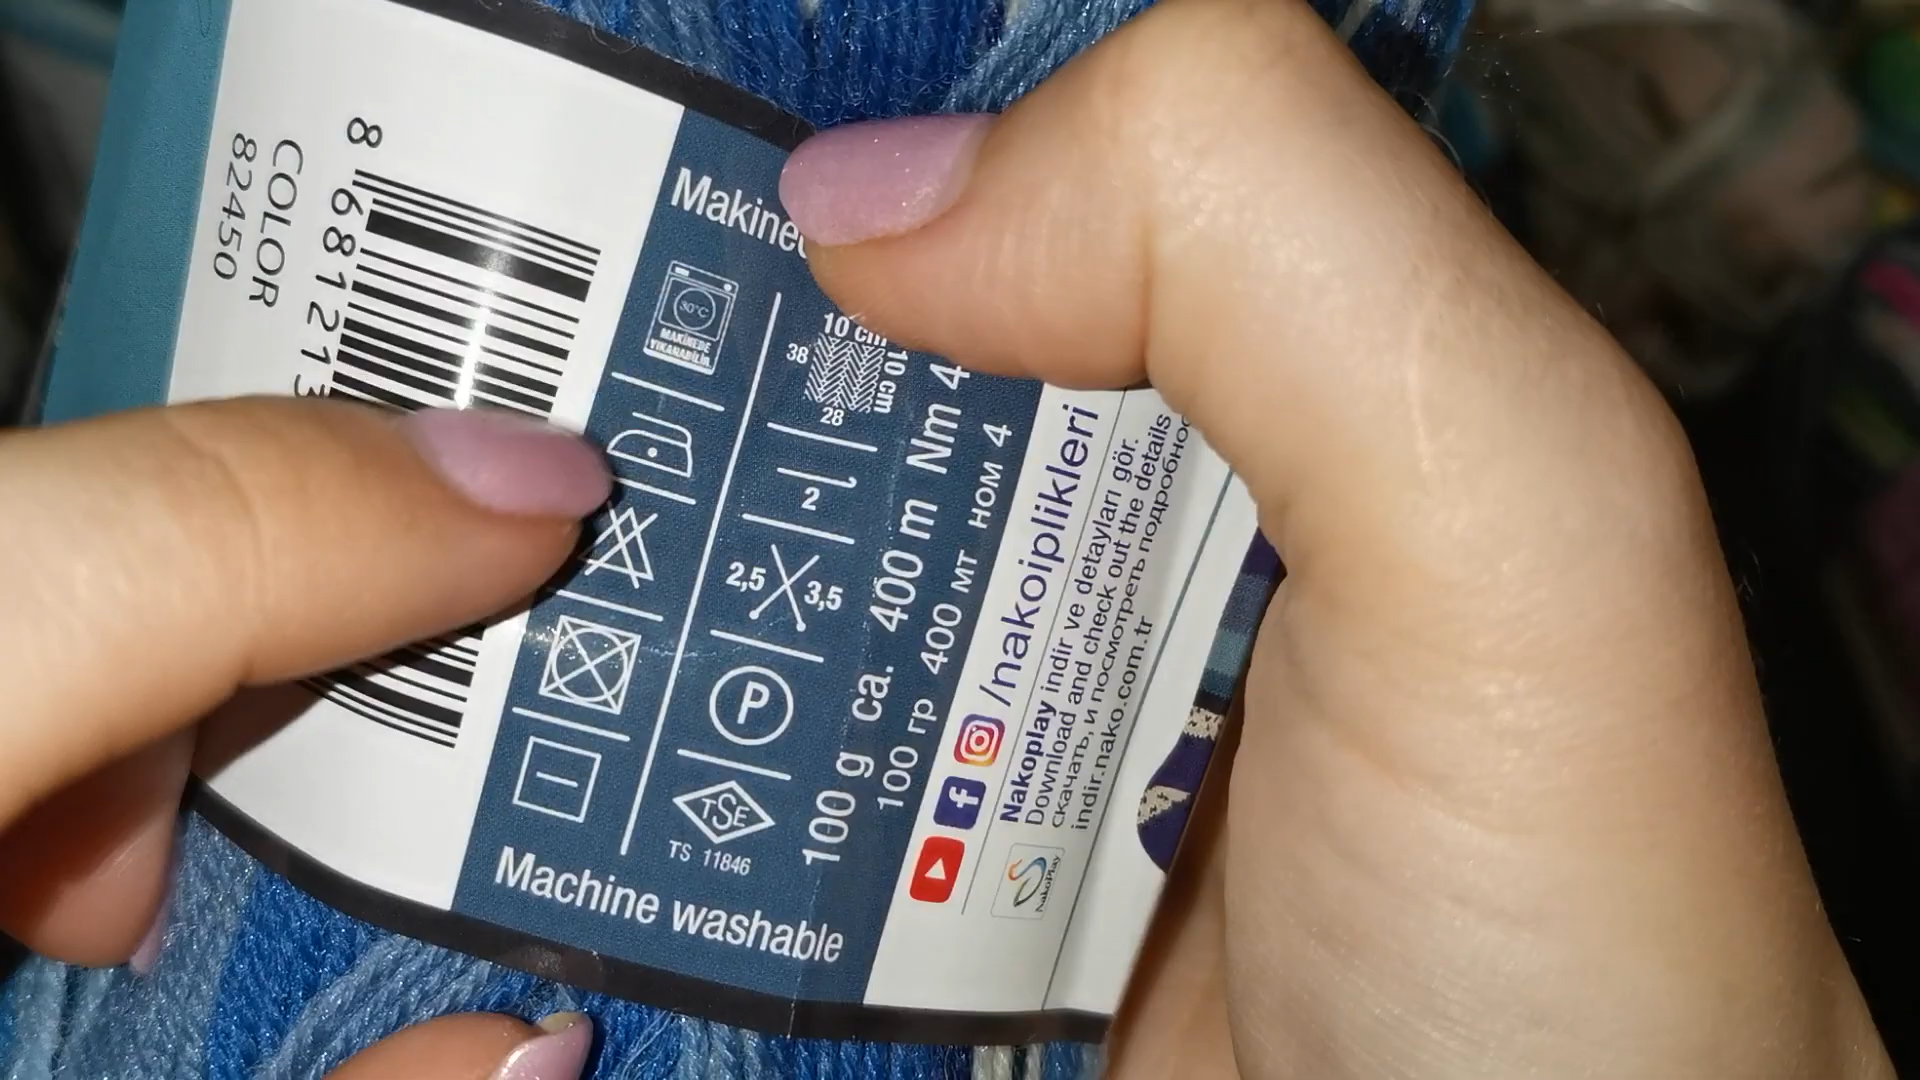 COLOR
82450
8 681213
30°C
MAKİNEDE
YIKANABİLİR
10 cm
10 cm
38
28
2
2,5
3,5
P
TSE
TS 11846
Machine washable
100 g ca. 400 m Nm 4
100 гр 400 мт НОМ 4
/nakoiplikleri
Nakoplay indir ve detayları gör.
Download and check out the details
скачать, и посмотреть
indir.nako.com.tr
NakoPlay